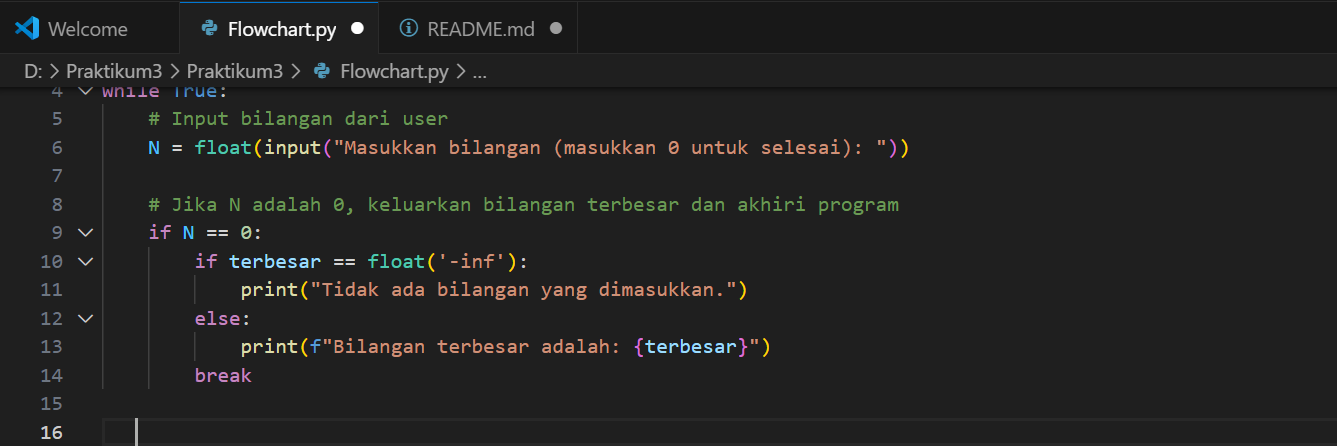 Welcome
Flowchart.py
README.md
D: > Praktikum3 > Praktikum3 > Flowchart.py > ...
4 while True:
5 # Input bilangan dari user
6 N = float(input("Masukkan bilangan (masukkan 0 untuk selesai): "))
7
8 # Jika N adalah 0, keluarkan bilangan terbesar dan akhiri program
9 if N == 0:
10 if terbesar == float('-inf'):
11 print("Tidak ada bilangan yang dimasukkan.")
12 else:
13 print(f"Bilangan terbesar adalah: {terbesar}")
14 break
15
16